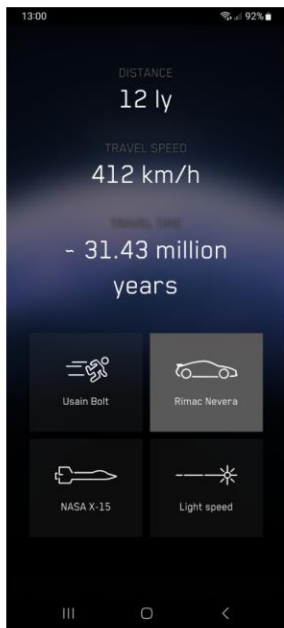 13:00
92%
DISTANCE
12 ly
TRAVEL SPEED
412 km/h
TRAVEL TIME
~ 31.43 million
years
Usain Bolt
Rimac Nevera
NASA X-15
Light speed